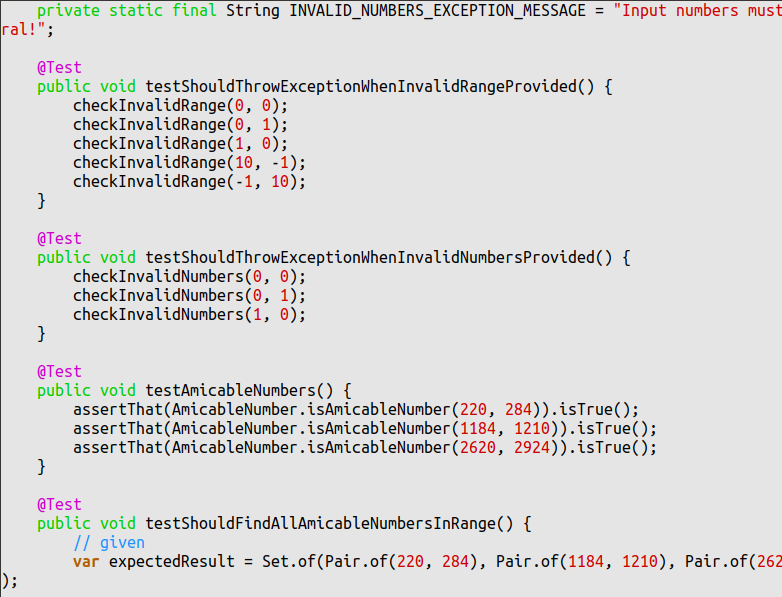 private static final String INVALID_NUMBERS_EXCEPTION_MESSAGE = "Input numbers must
ral!";
@Test
public void testShouldThrowExceptionWhenInvalidRangeProvided() {
checkInvalidRange(0, 0);
checkInvalidRange(0, 1);
checkInvalidRange(1, 0);
checkInvalidRange(10, -1);
checkInvalidRange(-1, 10);
}
@Test
public void testShouldThrowExceptionWhenInvalidNumbersProvided() {
checkInvalidNumbers(0, 0);
checkInvalidNumbers(0, 1);
checkInvalidNumbers(1, 0);
}
@Test
public void testAmicableNumbers() {
assertThat(AmicableNumber.isAmicableNumber(220, 284)).isTrue();
assertThat(AmicableNumber.isAmicableNumber(1184, 1210)).isTrue();
assertThat(AmicableNumber.isAmicableNumber(2620, 2924)).isTrue();
}
@Test
public void testShouldFindAllAmicableNumbersInRange() {
// given
var expectedResult = Set.of(Pair.of(220, 284), Pair.of(1184, 1210), Pair.of(262
);